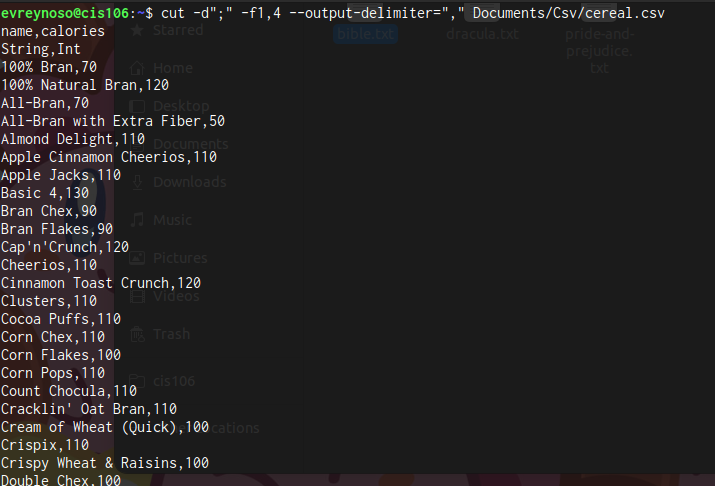 evreynoso@cis106:~$ cut -d";" -f1,4 --output-delimiter="," Documents/Csv/cereal.csv
name,calories
String,Int
100% Bran,70
100% Natural Bran,120
All-Bran,70
All-Bran with Extra Fiber,50
Almond Delight,110
Apple Cinnamon Cheerios,110
Apple Jacks,110
Basic 4,130
Bran Chex,90
Bran Flakes,90
Cap'n'Crunch,120
Cheerios,110
Cinnamon Toast Crunch,120
Clusters,110
Cocoa Puffs,110
Corn Chex,110
Corn Flakes,100
Corn Pops,110
Count Chocula,110
Cracklin' Oat Bran,110
Cream of Wheat (Quick),100
Crispix,110
Crispy Wheat & Raisins,100
Double Chex,100
Starred
Home
Desktop
Documents
Downloads
Music
Pictures
Videos
Trash
cis106
cations
bible.txt
dracula.txt
pride-and-
prejudice.
txt